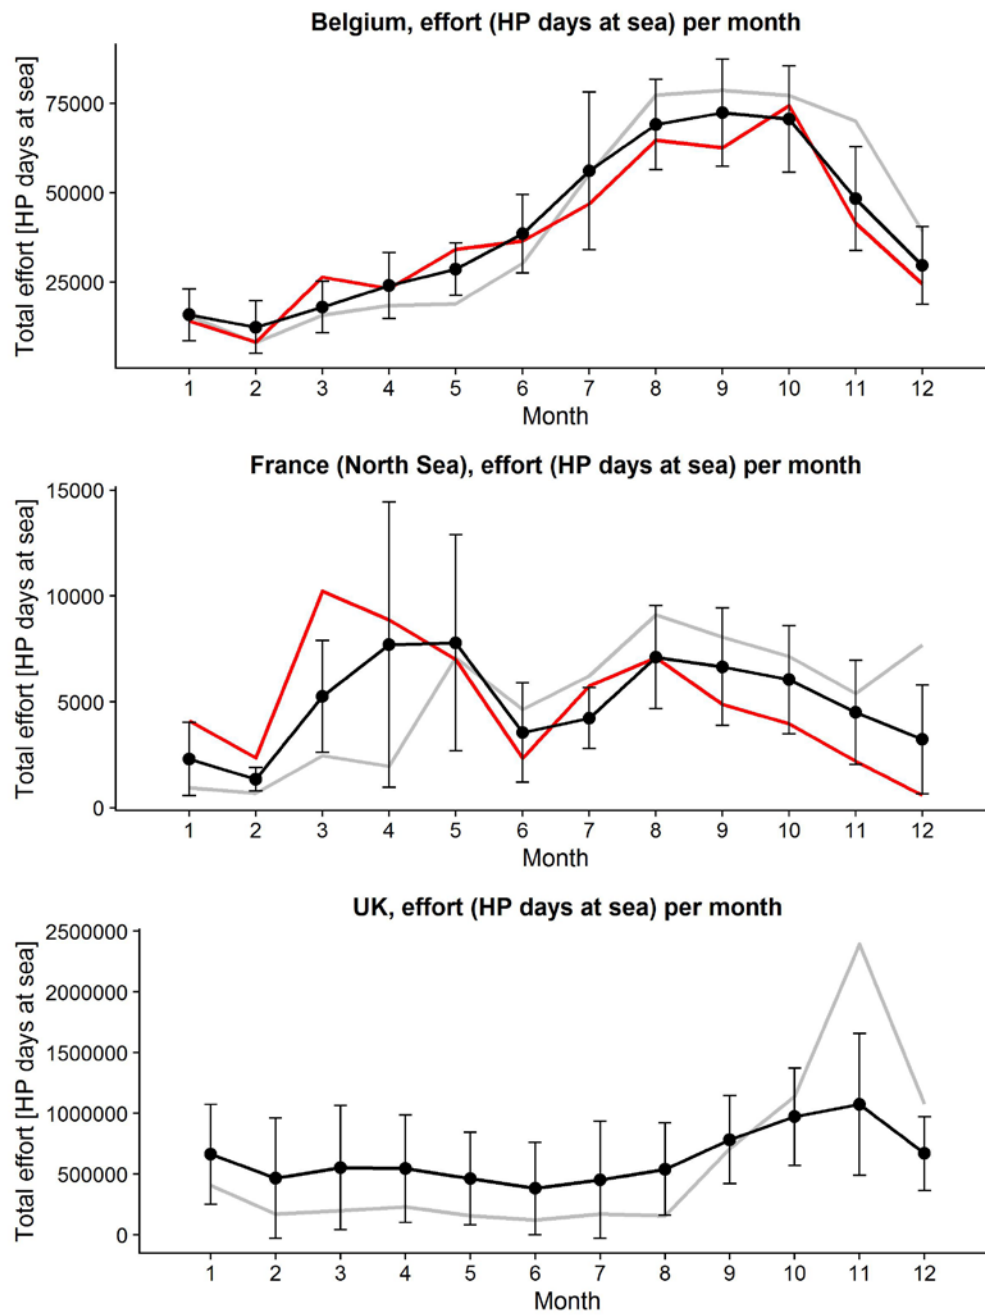 Belgium, effort (HP days at sea) per month
Total effort [HP days at sea]
75000
50000
25000
1 2 3 4 5 6 7 8 9 10 11 12
Month
France (North Sea), effort (HP days at sea) per month
Total effort [HP days at sea]
15000
10000
5000
0
1 2 3 4 5 6 7 8 9 10 11 12
Month
UK, effort (HP days at sea) per month
Total effort [HP days at sea]
2500000
2000000
1500000
1000000
500000
0
1 2 3 4 5 6 7 8 9 10 11 12
Month